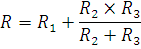 R = R₁ + (R₂ × R₃)/(R₂ + R₃)